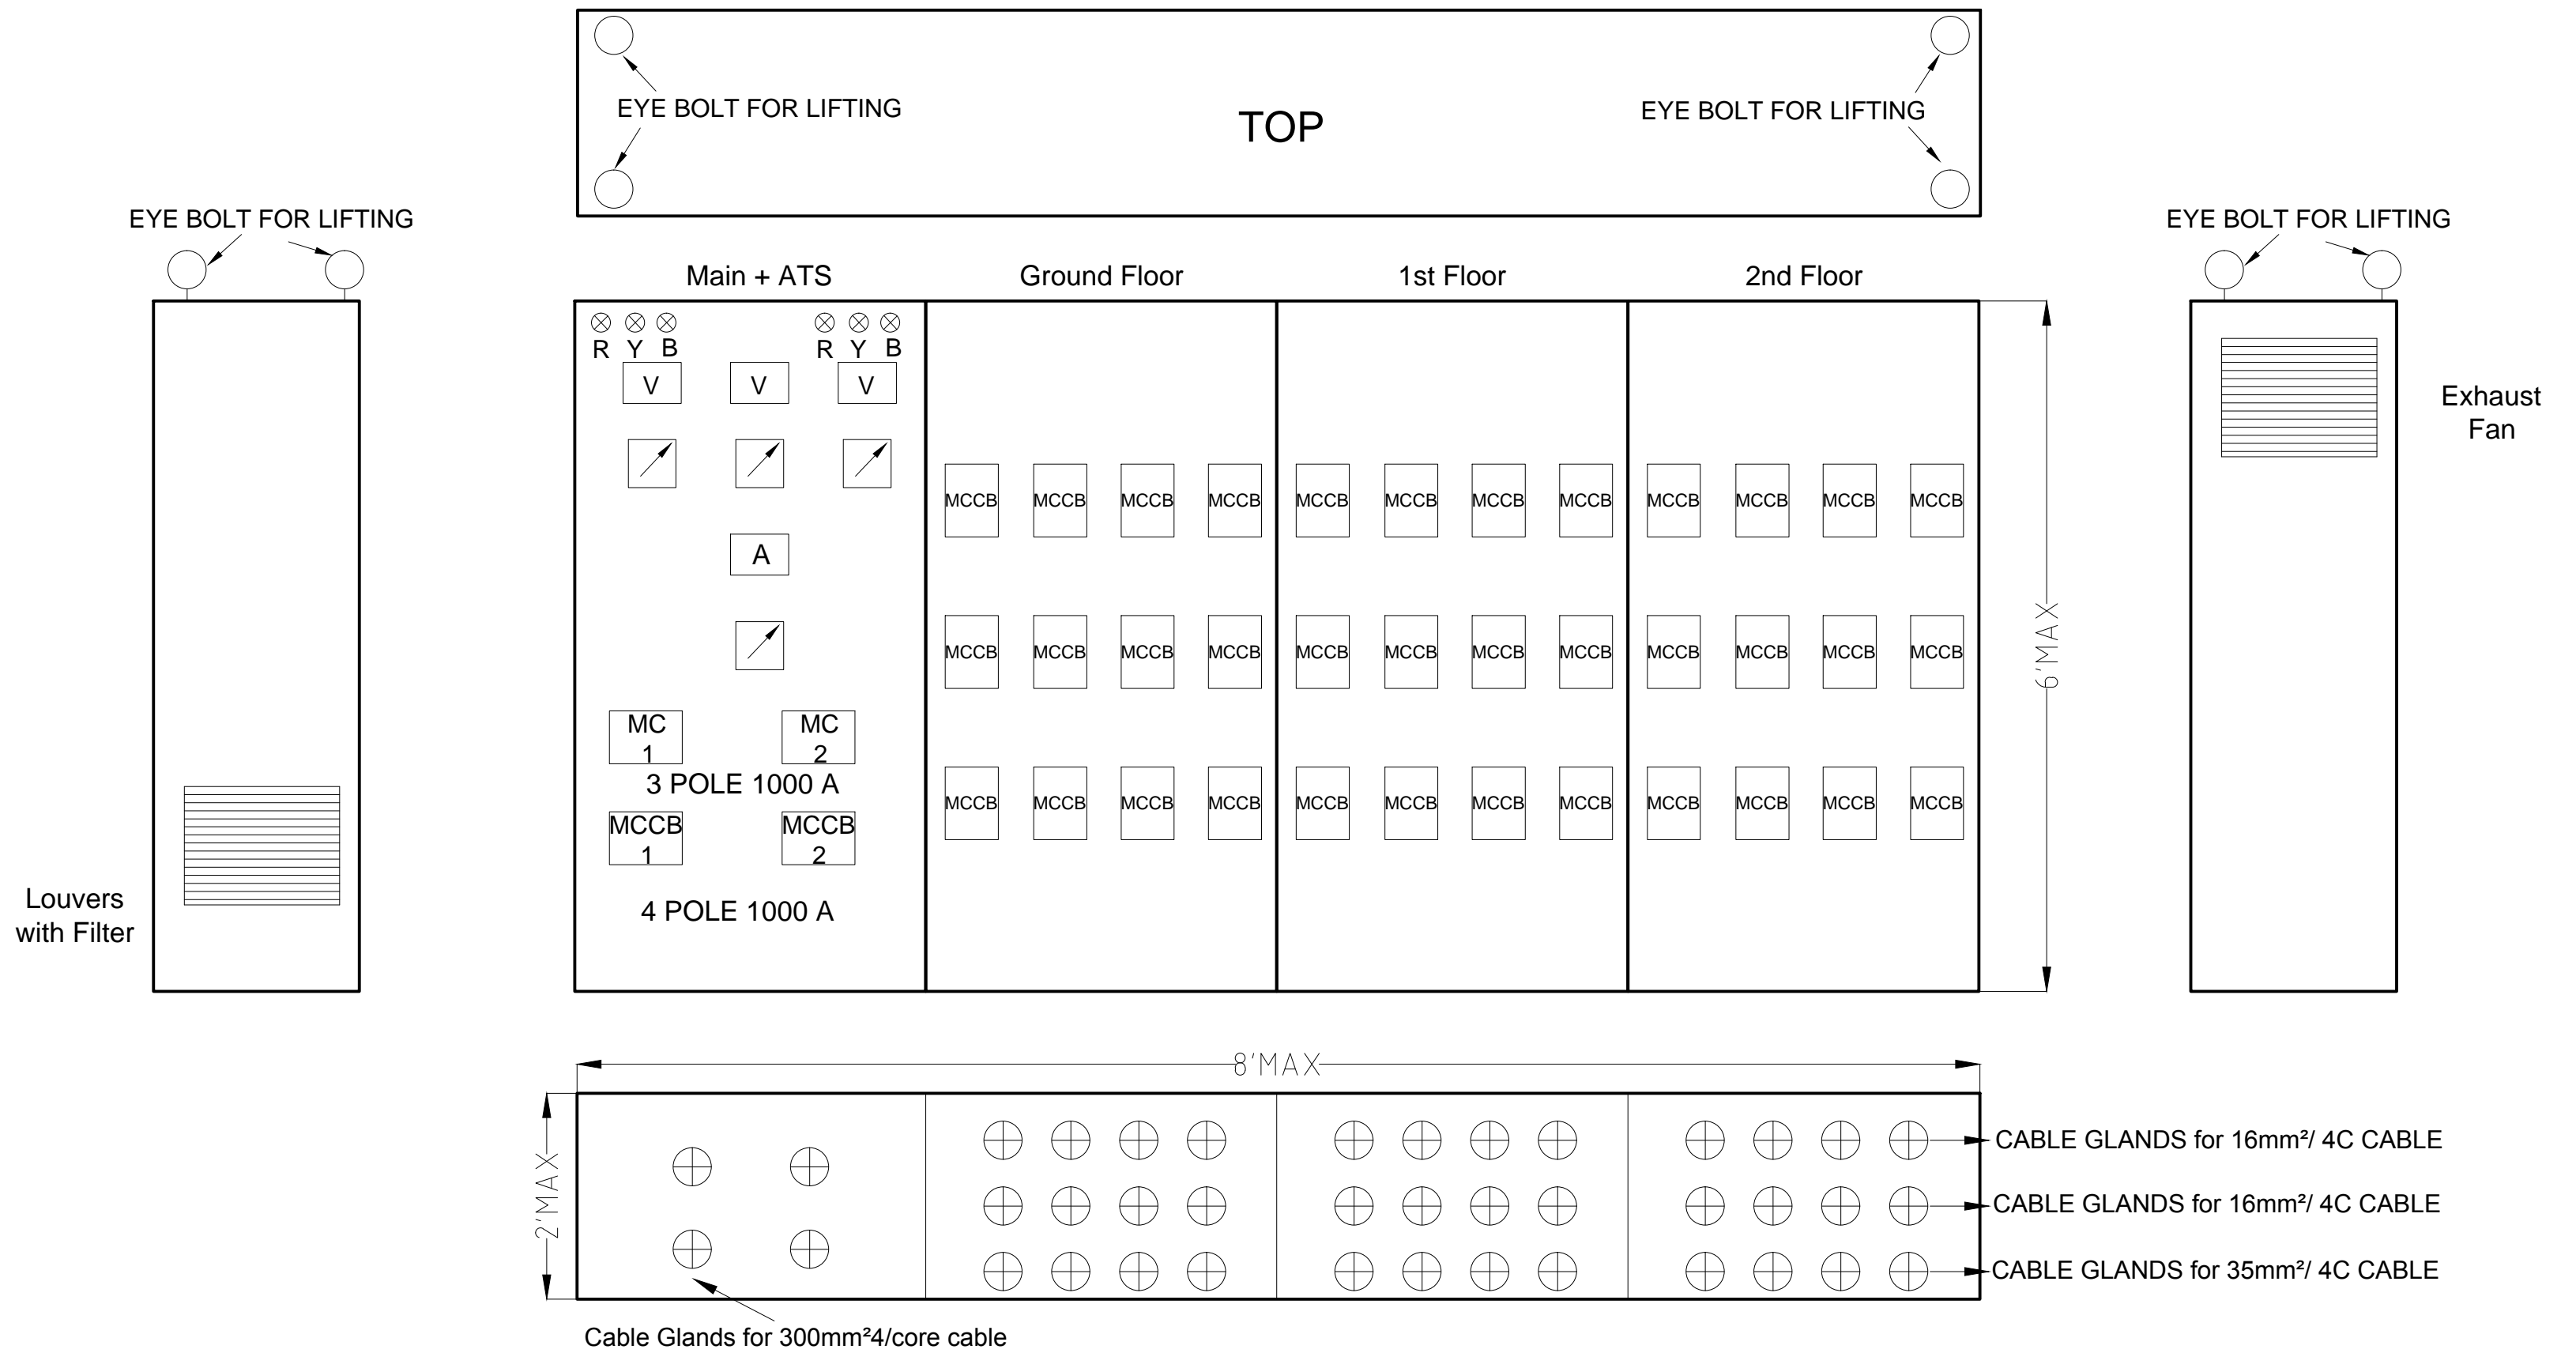 EYE BOLT FOR LIFTING
EYE BOLT FOR LIFTING
TOP
EYE BOLT FOR LIFTING
EYE BOLT FOR LIFTING
Main + ATS
Ground Floor
1st Floor
2nd Floor
R Y B
R Y B
V V V
A
MC
1
MC
2
3 POLE 1000 A
MCCB
1
MCCB
2
4 POLE 1000 A
MCCB MCCB MCCB MCCB MCCB MCCB MCCB MCCB MCCB MCCB MCCB MCCB
MCCB MCCB MCCB MCCB MCCB MCCB MCCB MCCB MCCB MCCB MCCB MCCB
MCCB MCCB MCCB MCCB MCCB MCCB MCCB MCCB MCCB MCCB MCCB MCCB
6'MAX
Exhaust
Fan
Louvers
with Filter
8'MAX
2'MAX
CABLE GLANDS for 16mm²/ 4C CABLE
CABLE GLANDS for 16mm²/ 4C CABLE
CABLE GLANDS for 35mm²/ 4C CABLE
Cable Glands for 300mm²4/core cable